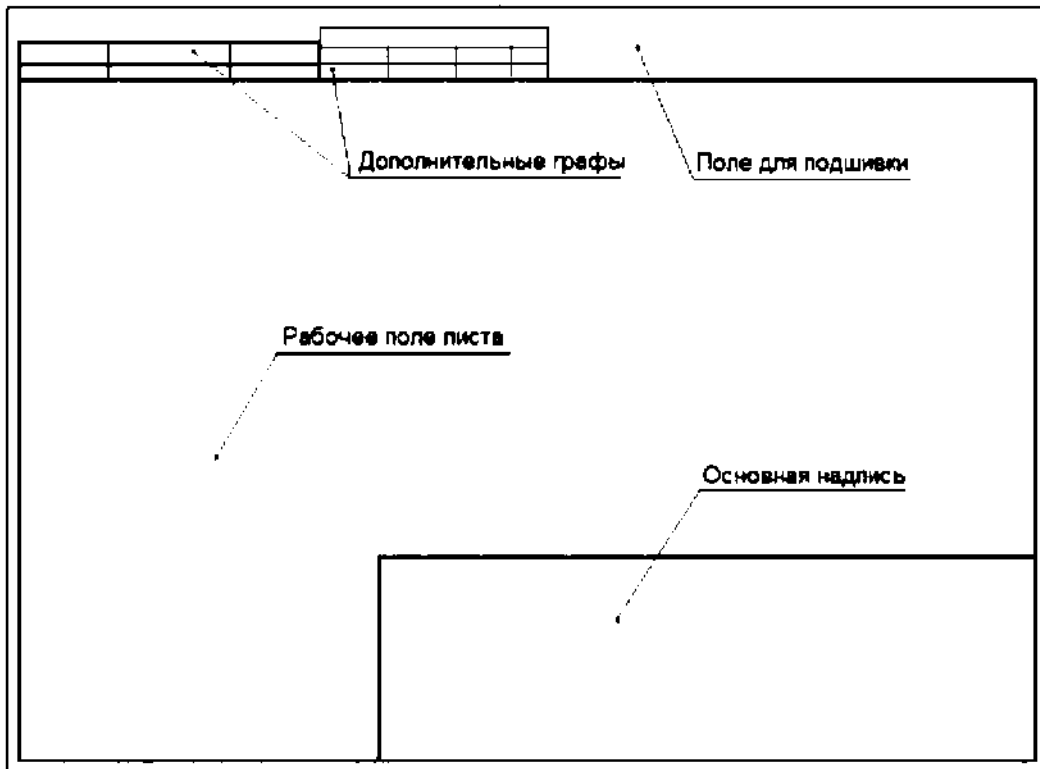 Дополнительные графы
Поле для подшивки
Рабочее поле листа
Основная надпись